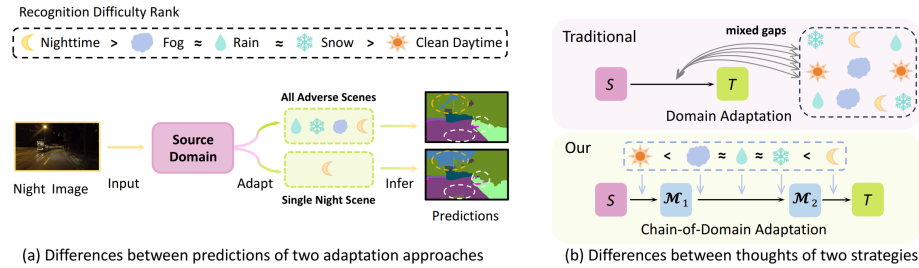 Recognition Difficulty Rank
Nighttime > Fog ≈ Rain ≈ Snow > Clean Daytime
All Adverse Scenes
Source
Domain
Night Image
Input
Adapt
Infer
Single Night Scene
Predictions
(a) Differences between predictions of two adaptation approaches
Traditional
mixed gaps
S
T
Domain Adaptation
Our
< ≈ ≈ <
S
M1
M2
T
Chain-of-Domain Adaptation
(b) Differences between thoughts of two strategies